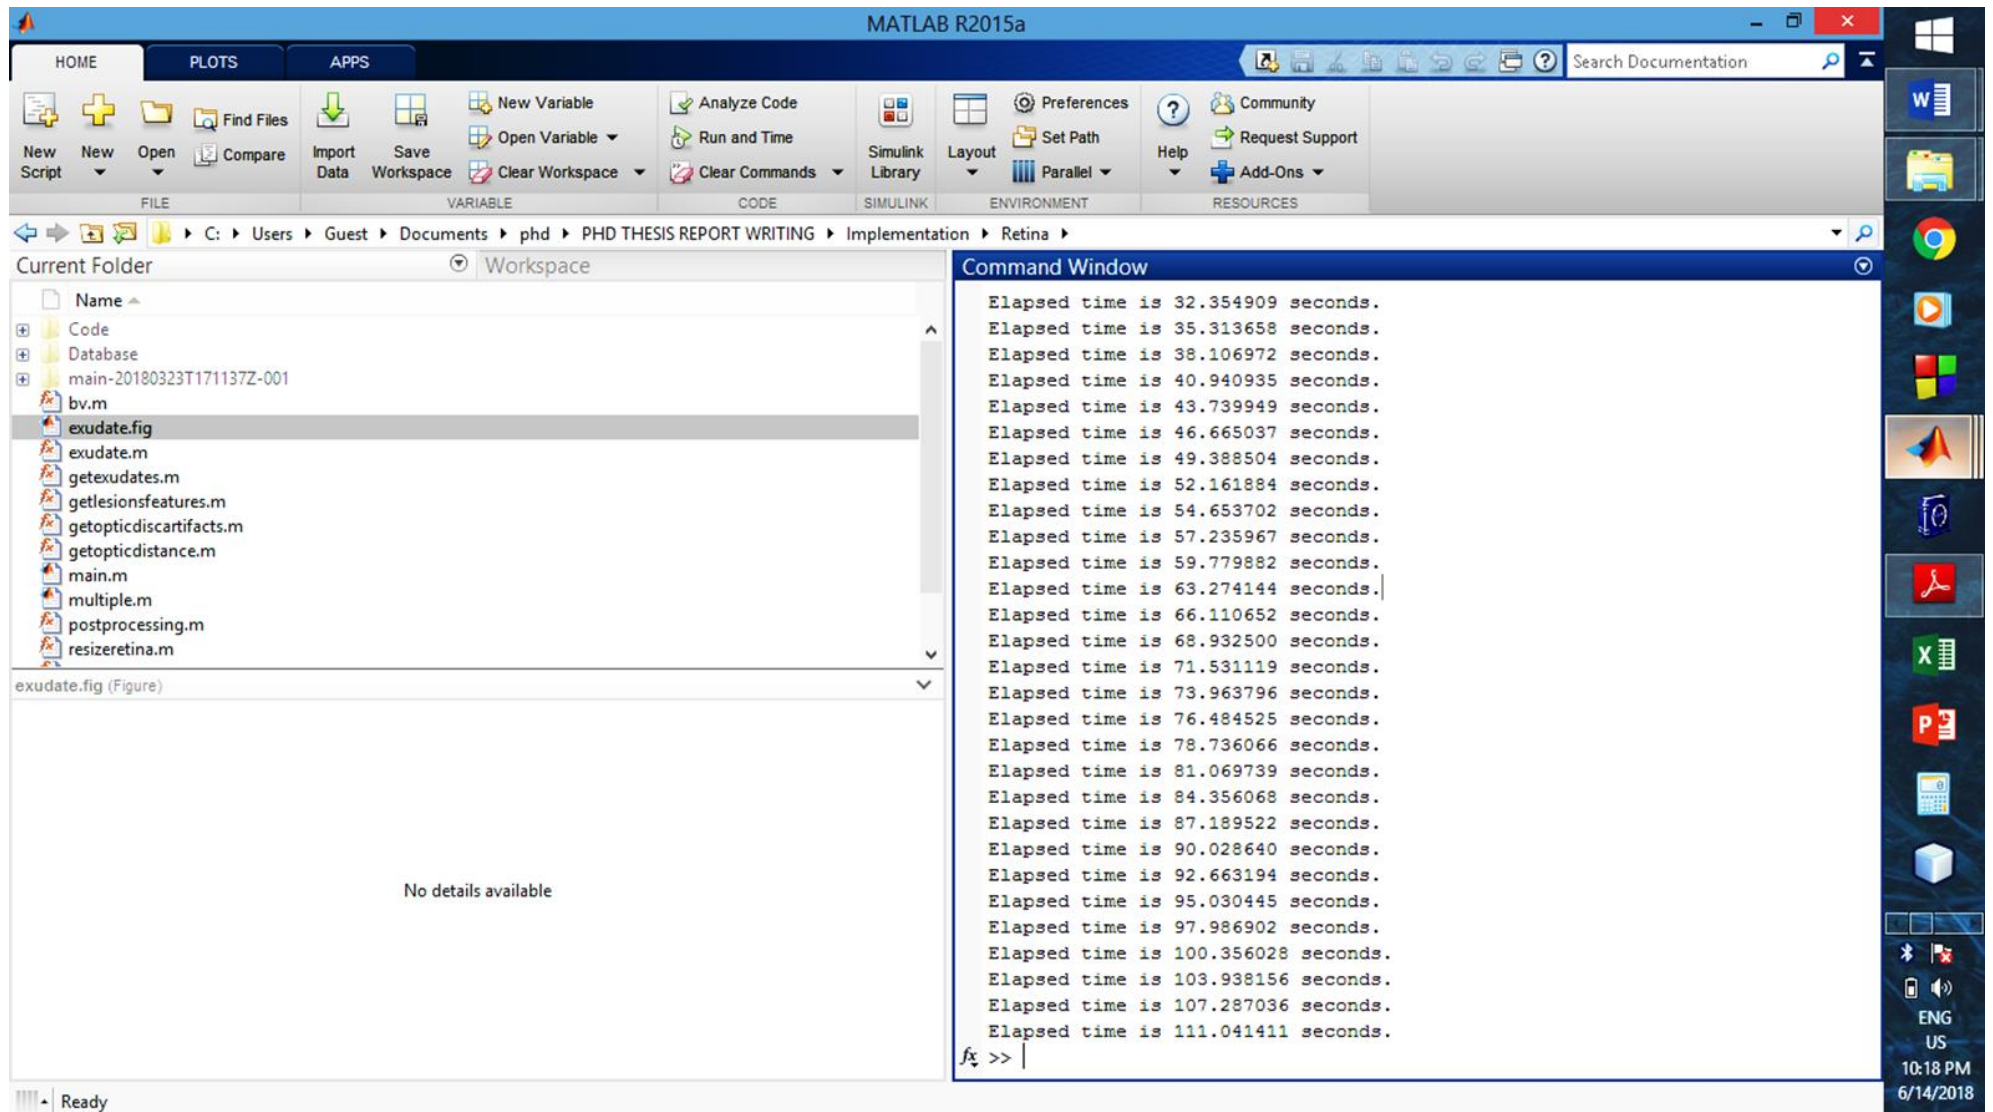 MATLAB R2015a
HOME PLOTS APPS
Search Documentation
New Script
New
Open
Find Files
Compare
Import Data
Save Workspace
New Variable
Open Variable
Clear Workspace
Analyze Code
Run and Time
Clear Commands
Simulink Library
Layout
Preferences
Set Path
Parallel
Help
Community
Request Support
Add-Ons
FILE VARIABLE CODE SIMULINK ENVIRONMENT RESOURCES
C: Users Guest Documents phd PHD THESIS REPORT WRITING Implementation Retina
Current Folder
Workspace
Name
Code
Database
main-20180323T171137Z-001
bv.m
exudate.fig
exudate.m
getexudates.m
getlesionsfeatures.m
getopticdiscartifacts.m
getopticdistance.m
main.m
multiple.m
postprocessing.m
resizeretina.m
exudate.fig (Figure)
No details available
Command Window
Elapsed time is 32.354909 seconds.
Elapsed time is 35.313658 seconds.
Elapsed time is 38.106972 seconds.
Elapsed time is 40.940935 seconds.
Elapsed time is 43.739949 seconds.
Elapsed time is 46.665037 seconds.
Elapsed time is 49.388504 seconds.
Elapsed time is 52.161884 seconds.
Elapsed time is 54.653702 seconds.
Elapsed time is 57.235967 seconds.
Elapsed time is 59.779882 seconds.
Elapsed time is 63.274144 seconds.
Elapsed time is 66.110652 seconds.
Elapsed time is 68.932500 seconds.
Elapsed time is 71.531119 seconds.
Elapsed time is 73.963796 seconds.
Elapsed time is 76.484525 seconds.
Elapsed time is 78.736066 seconds.
Elapsed time is 81.069739 seconds.
Elapsed time is 84.356068 seconds.
Elapsed time is 87.189522 seconds.
Elapsed time is 90.028640 seconds.
Elapsed time is 92.663194 seconds.
Elapsed time is 95.030445 seconds.
Elapsed time is 97.986902 seconds.
Elapsed time is 100.356028 seconds.
Elapsed time is 103.938156 seconds.
Elapsed time is 107.287036 seconds.
Elapsed time is 111.041411 seconds.
fx >>
Ready
ENG
US
10:18 PM
6/14/2018